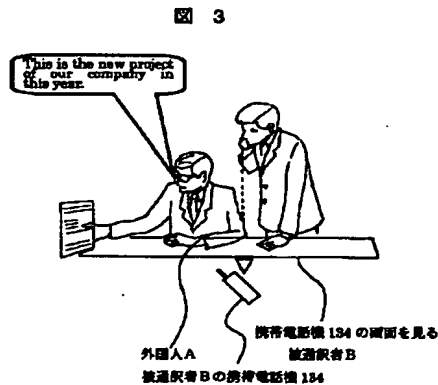 図 3
This is the new project
of our company in
this year.
携帯電話機 134 の画面を見る
被通訳者B
外国人A
被通訳者Bの携帯電話機 134